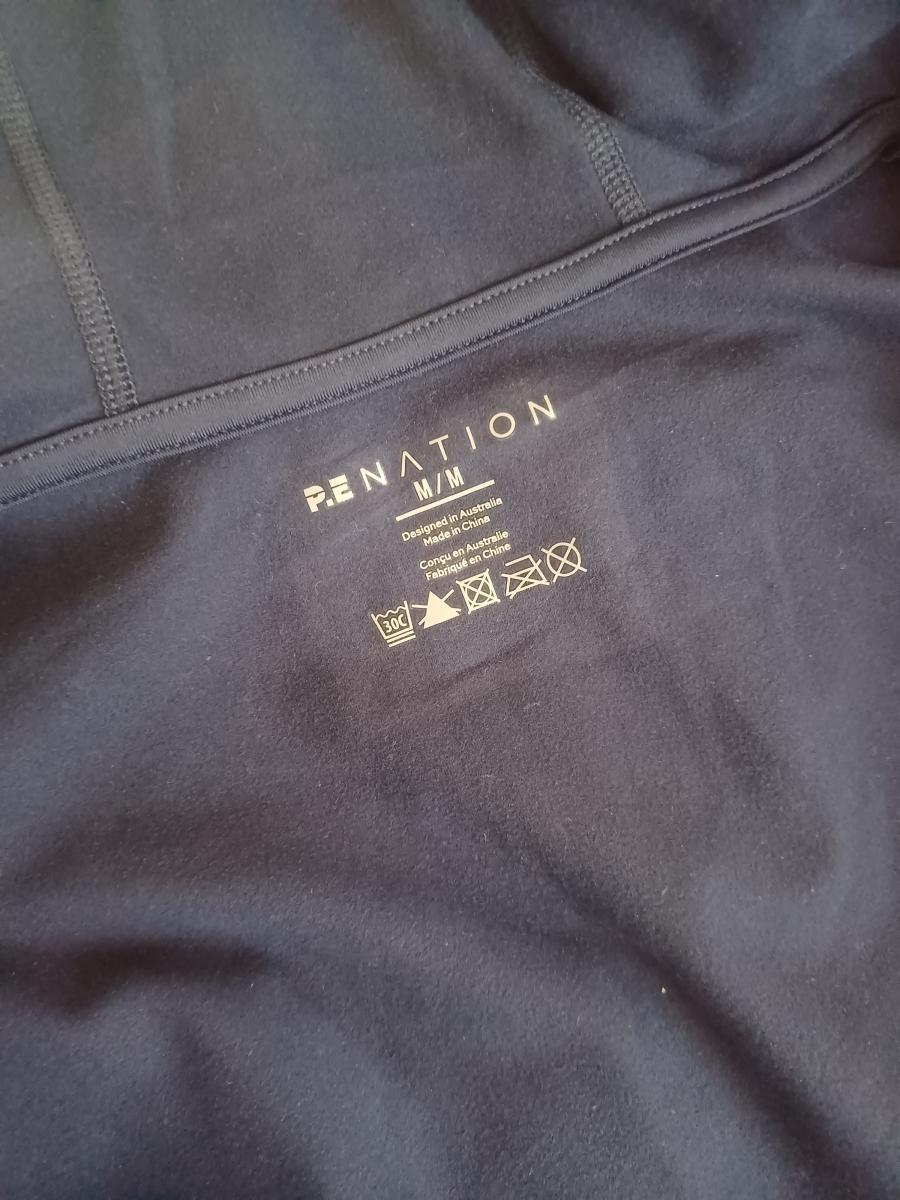 P.E NATION
M/M
Designed in Australia
Made in China
Conçu en Australie
Fabriqué en Chine
30C